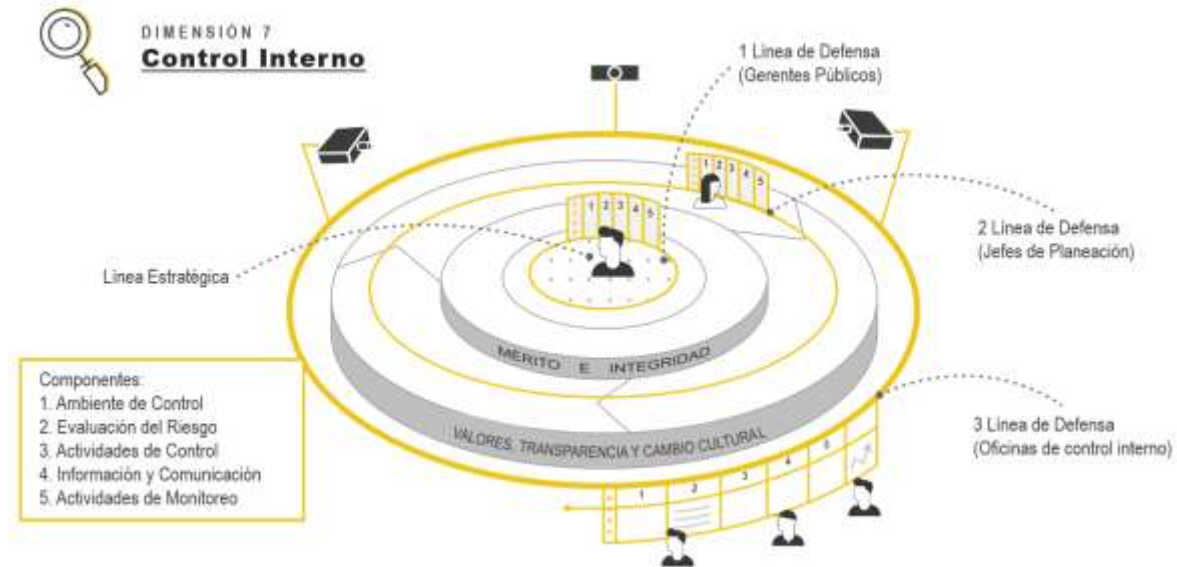 DIMENSIÓN 7
Control Interno
1 Línea de Defensa
(Gerentes Públicos)
1 2 3 4 5
1 2 3 4 5
2 Línea de Defensa
(Jefes de Planeación)
Línea Estratégica
MÉRITO E INTEGRIDAD
VALORES, TRANSPARENCIA Y CAMBIO CULTURAL
Componentes:
1. Ambiente de Control
2. Evaluación del Riesgo
3. Actividades de Control
4. Información y Comunicación
5. Actividades de Monitoreo
3 Línea de Defensa
(Oficinas de control interno)
1 2 3 4 5